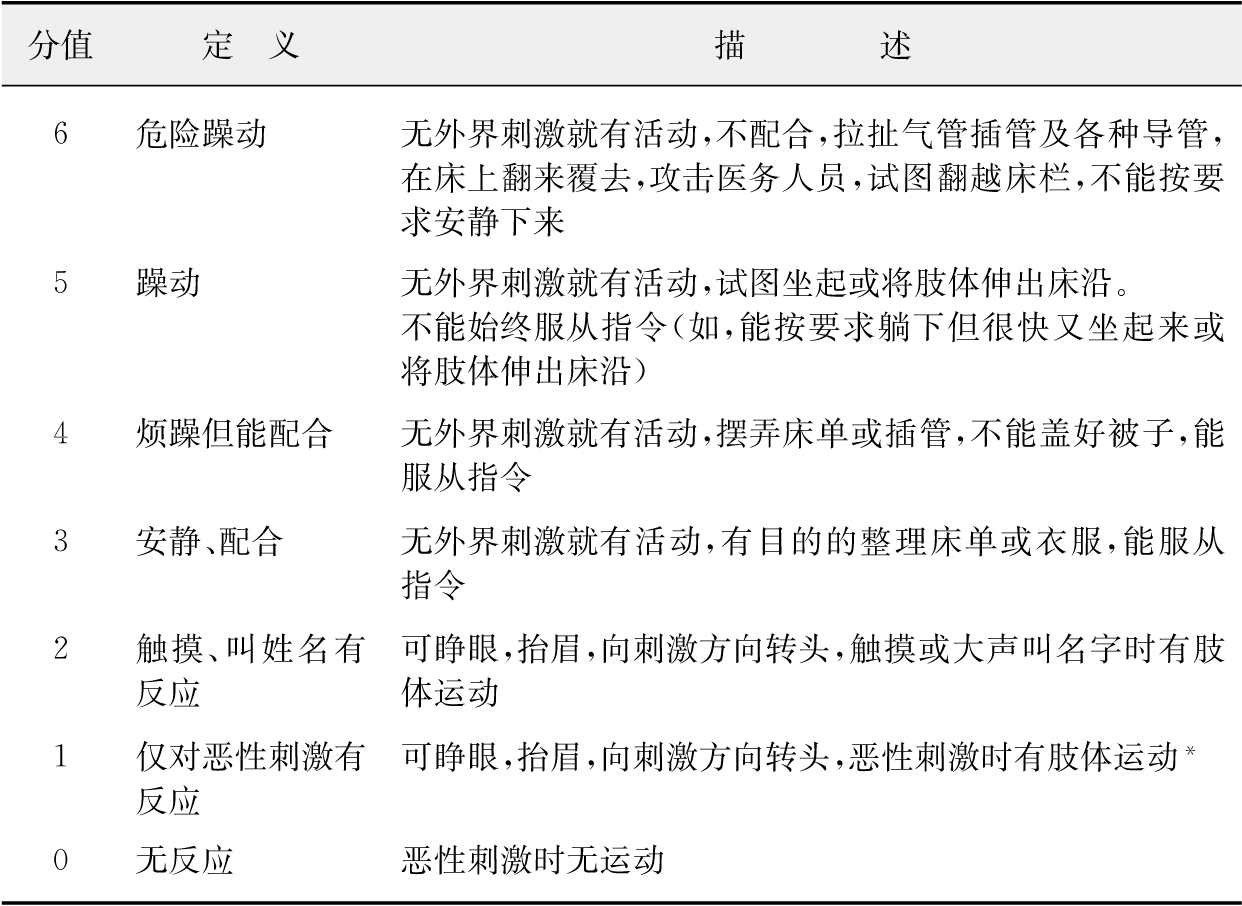 分值 定 义 描 述
6 危险躁动 无外界刺激就有活动,不配合,拉扯气管插管及各种导管,
在床上翻来覆去,攻击医务人员,试图翻越床栏,不能按要
求安静下来
5 躁动 无外界刺激就有活动,试图坐起或将肢体伸出床沿。
不能始终服从指令(如,能按要求躺下但很快又坐起来或
将肢体伸出床沿)
4 烦躁但能配合 无外界刺激就有活动,摆弄床单或插管,不能盖好被子,能
服从指令
3 安静、配合 无外界刺激就有活动,有目的的整理床单或衣服,能服从
指令
2 触摸、叫姓名有 可睁眼,抬眉,向刺激方向转头,触摸或大声叫名字时有肢
反应 体运动
1 仅对恶性刺激有 可睁眼,抬眉,向刺激方向转头,恶性刺激时有肢体运动*
反应
0 无反应 恶性刺激时无运动